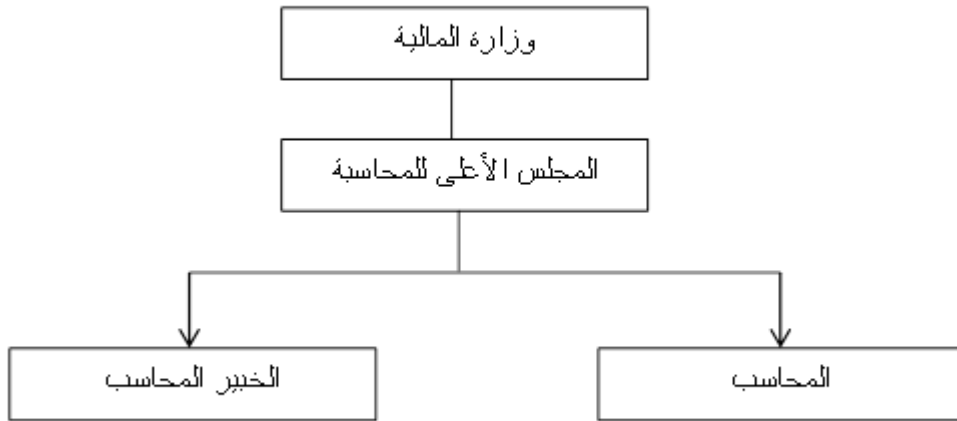 وزارة المالية
المجلس الأعلى للمحاسبة
المحاسب
الخبير المحاسب